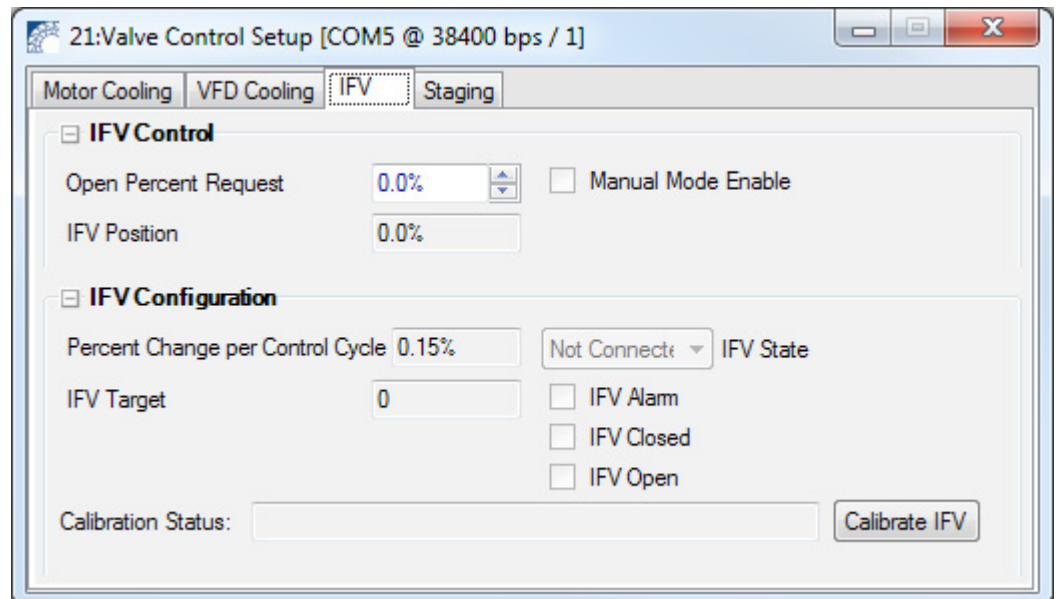 21:Valve Control Setup [COM5 @ 38400 bps / 1]
Motor Cooling VFD Cooling IFV Staging
IFV Control
Open Percent Request 0.0% Manual Mode Enable
IFV Position 0.0%
IFV Configuration
Percent Change per Control Cycle 0.15% Not Connecte IFV State
IFV Target 0 IFV Alarm
IFV Closed
IFV Open
Calibration Status: Calibrate IFV